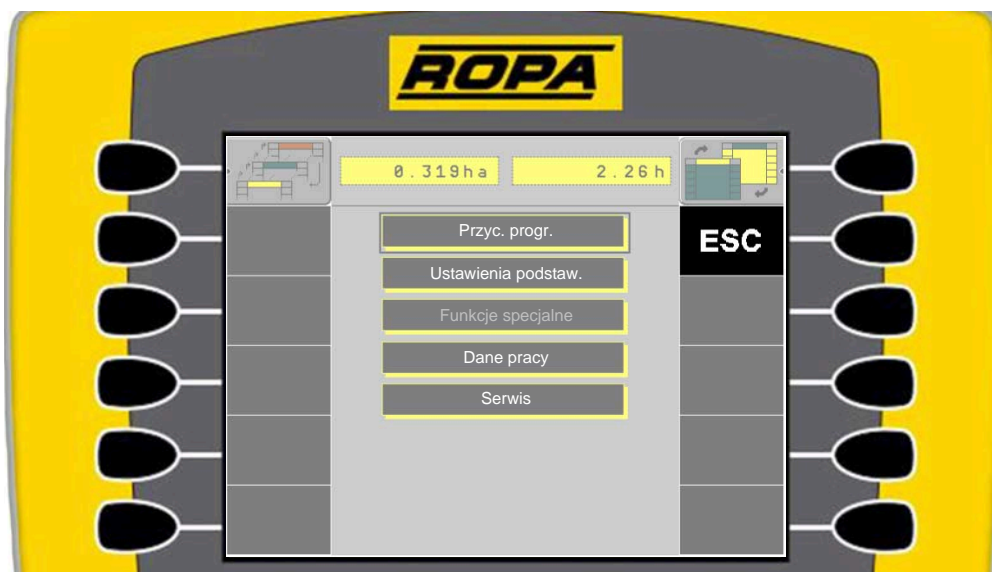 ROPA
0.319ha 2.26h
Przyc. progr.
ESC
Ustawienia podstaw.
Funkcje specjalne
Dane pracy
Serwis